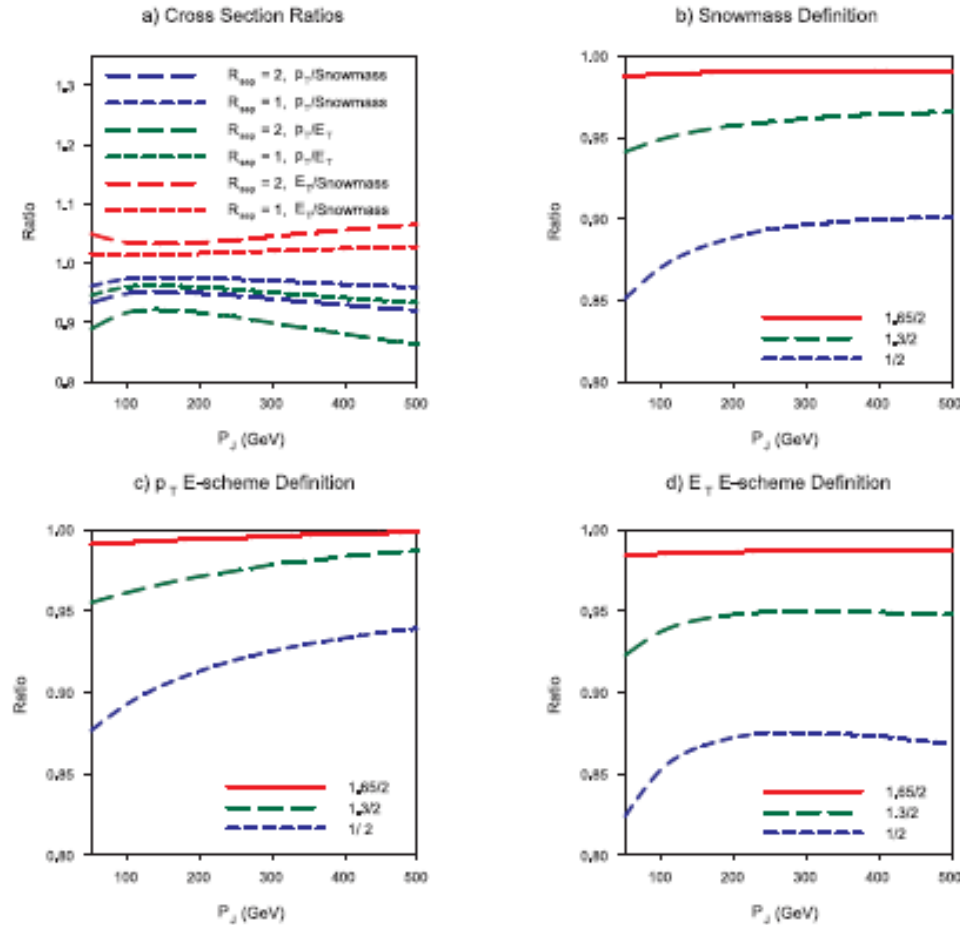 a) Cross Section Ratios
R_sep = 2, p_T/Snowmass
R_sep = 1, p_T/Snowmass
R_sep = 2, p_T/E_T
R_sep = 1, p_T/E_T
R_sep = 2, E_T/Snowmass
R_sep = 1, E_T/Snowmass
Ratio
1.3
1.2
1.1
1.0
0.9
0.8
100 200 300 400 500
P_J (GeV)
b) Snowmass Definition
Ratio
1.00
0.95
0.90
0.85
0.80
1.65/2
1.3/2
1/2
100 200 300 400 500
P_J (GeV)
c) p_T E-scheme Definition
Ratio
1.00
0.95
0.90
0.85
0.80
1.65/2
1.3/2
1/ 2
100 200 300 400 500
P_J (GeV)
d) E_T E-scheme Definition
Ratio
1.00
0.95
0.90
0.85
0.80
1.65/2
1.3/2
1/2
100 200 300 400 500
P_J (GeV)